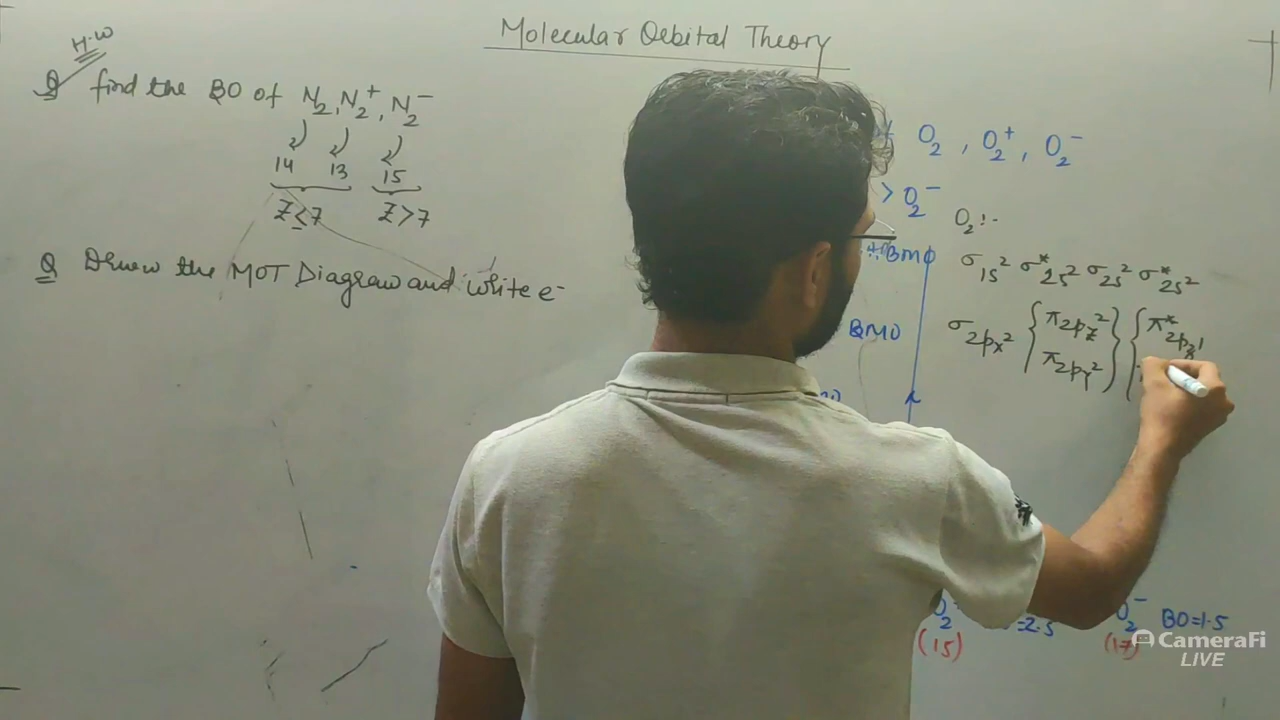 Molecular Orbital Theory
H.W
Q find the BO of N₂, N₂⁺, N₂⁻
14 13 15
Z≤7 Z>7
Q Draw the MOT Diagram and write e-
O₂, O₂⁺, O₂⁻
> O₂⁻
O₂:-
BMO
σ1s² σ*2s² σ2s² σ*2s²
BMO
σ2px² {π2pz² {π*2pz¹
π2py²}
O₂⁻ BO=1.5
=2.5
(15) (17)
CameraFi
LIVE